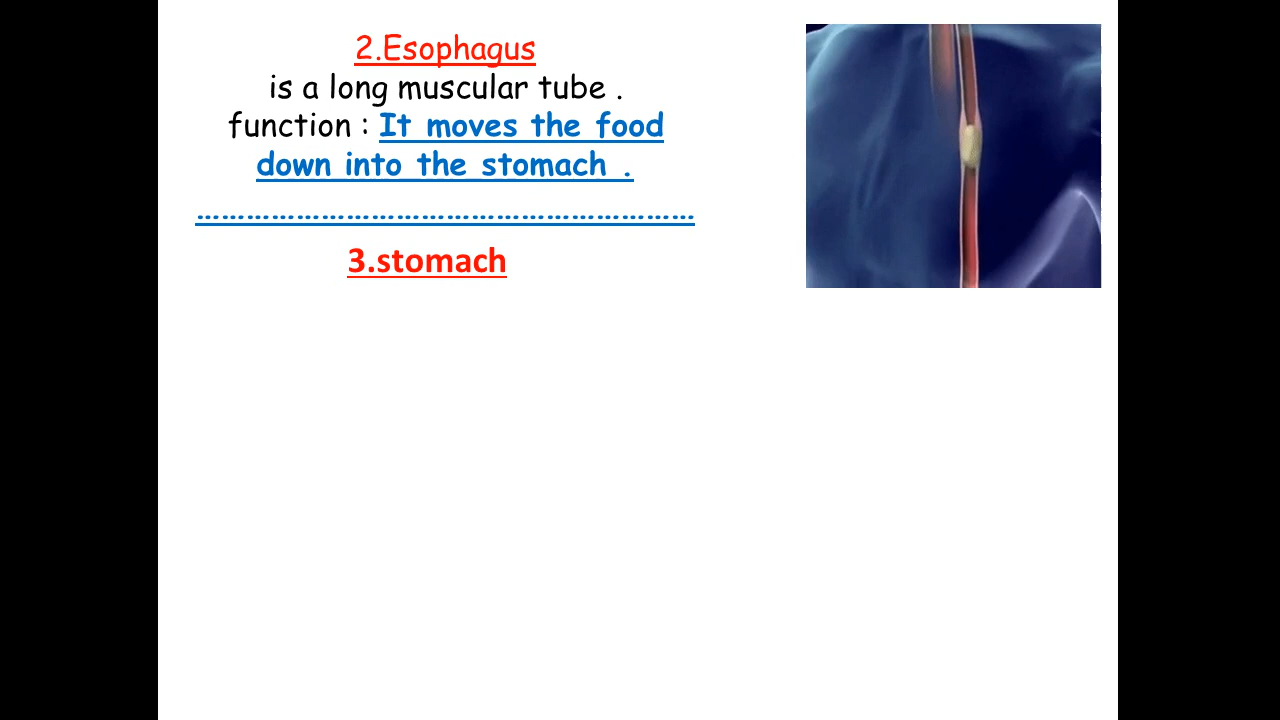 2.Esophagus
is a long muscular tube .
function : It moves the food
down into the stomach .
………………………………………………………
3.stomach